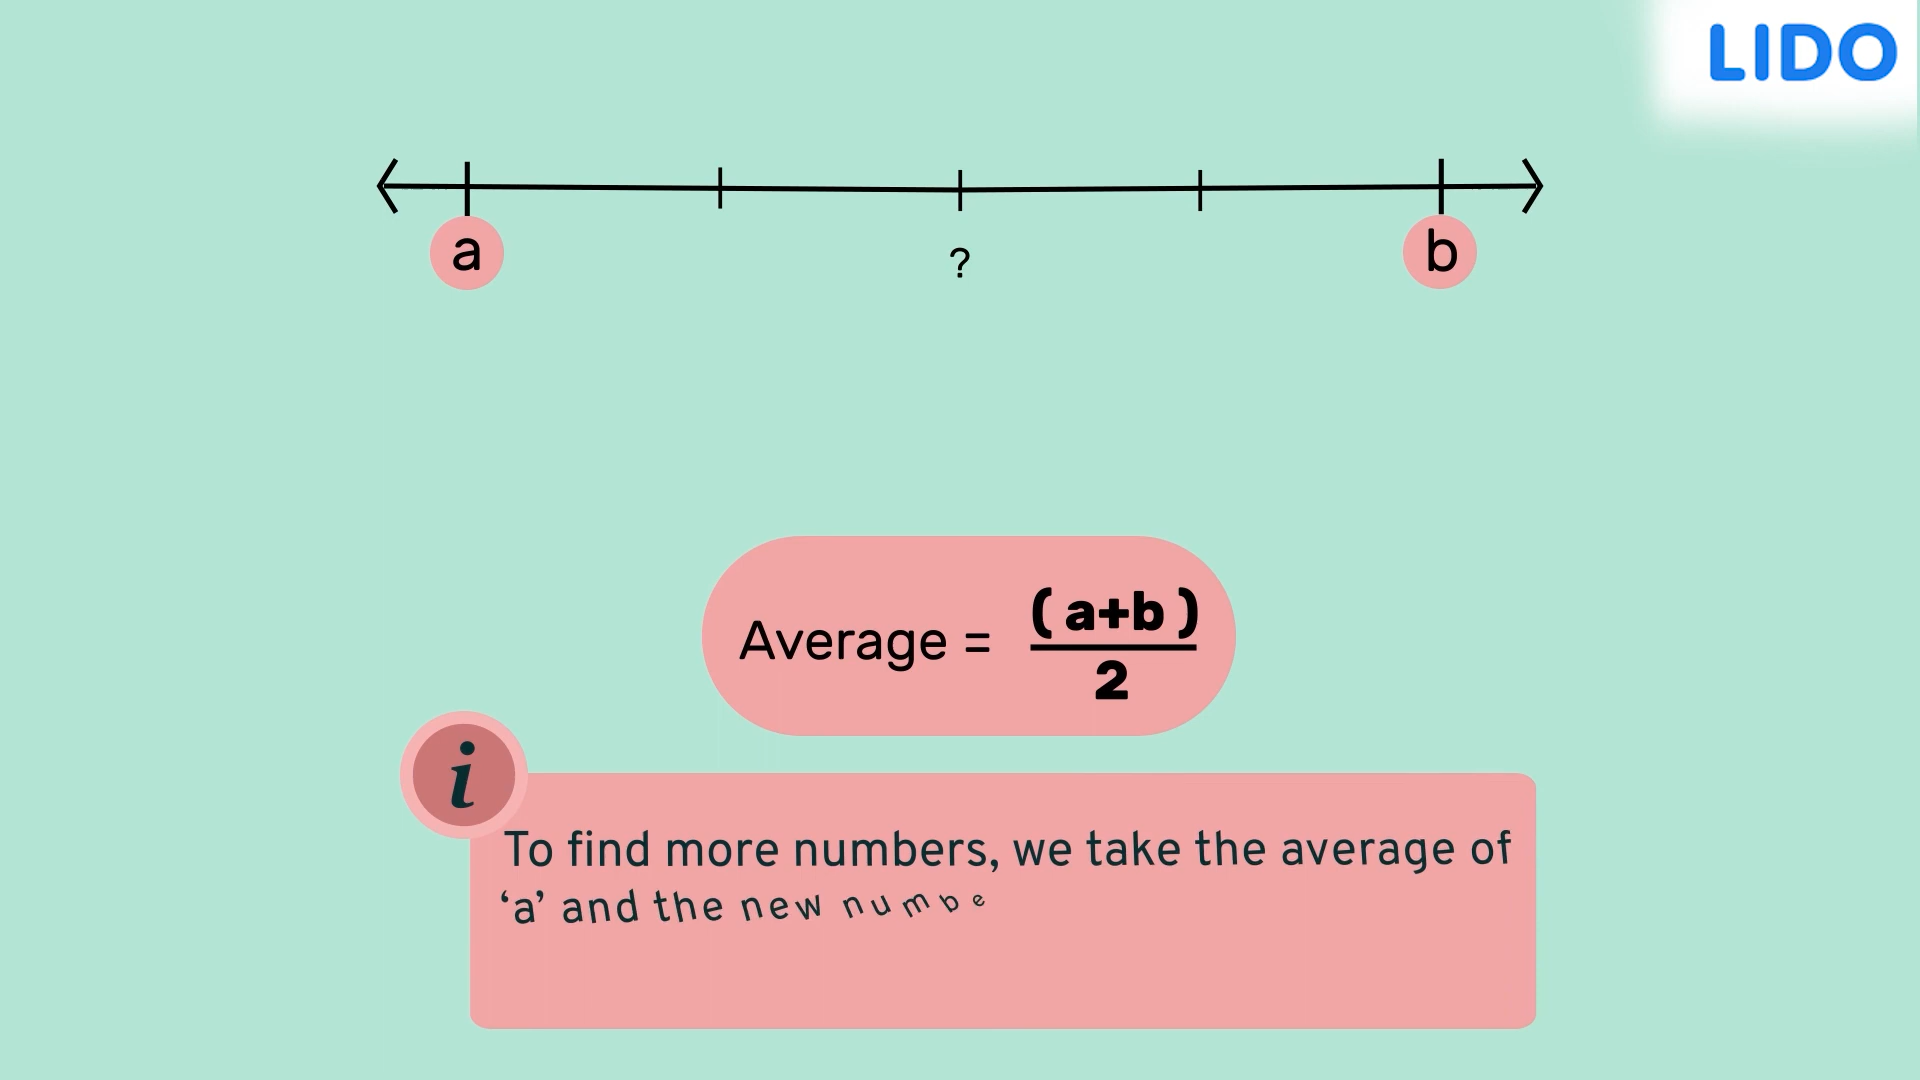 LIDO
a
?
b
Average = ( a+b )
2
i
To find more numbers, we take the average of
‘a’ and the new numbe